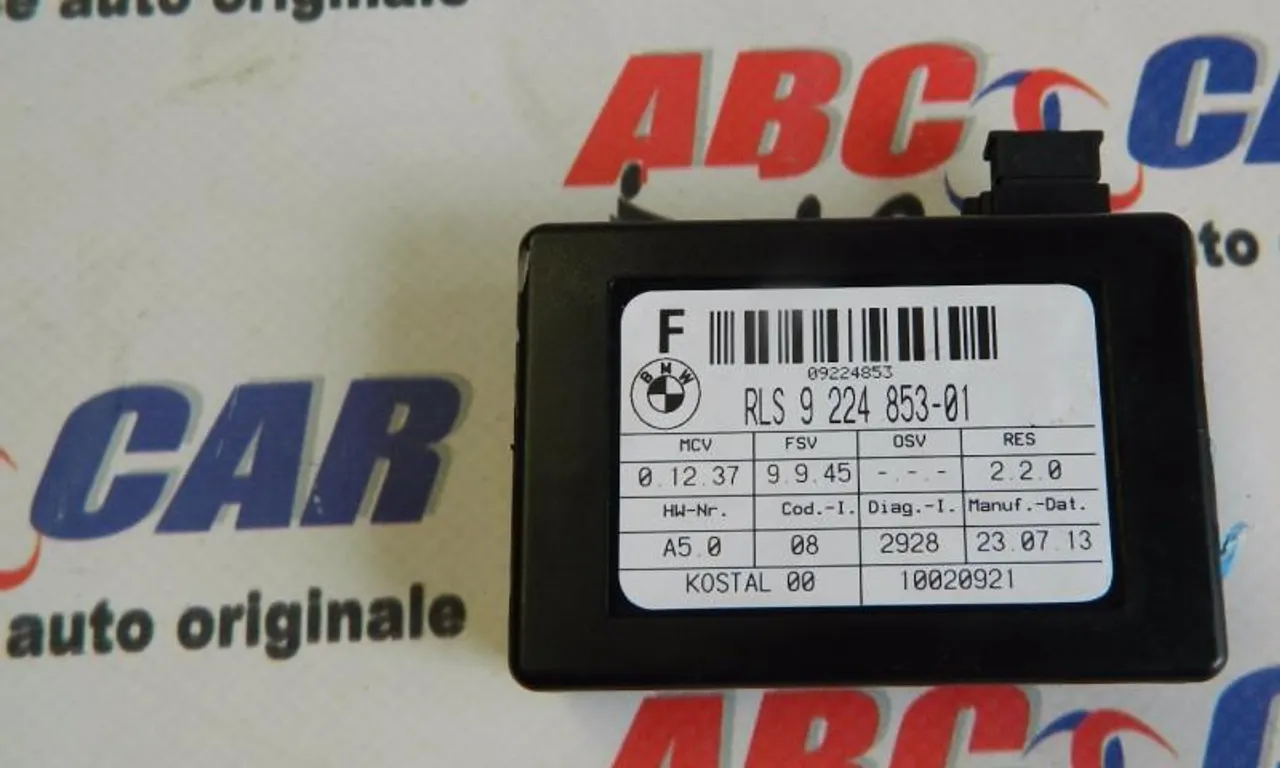 auto originale
ABC C
to
F
09224853
BMW
RLS 9 224 853-01
MCV FSV OSV RES
0.12.37 9.9.45 -.-.- 2.2.0
HW-Nr. Cod.-I. Diag.-I. Manuf.-Dat.
A5.0 08 2928 23.07.13
KOSTAL 00 10020921
CAR
auto originale
ABC